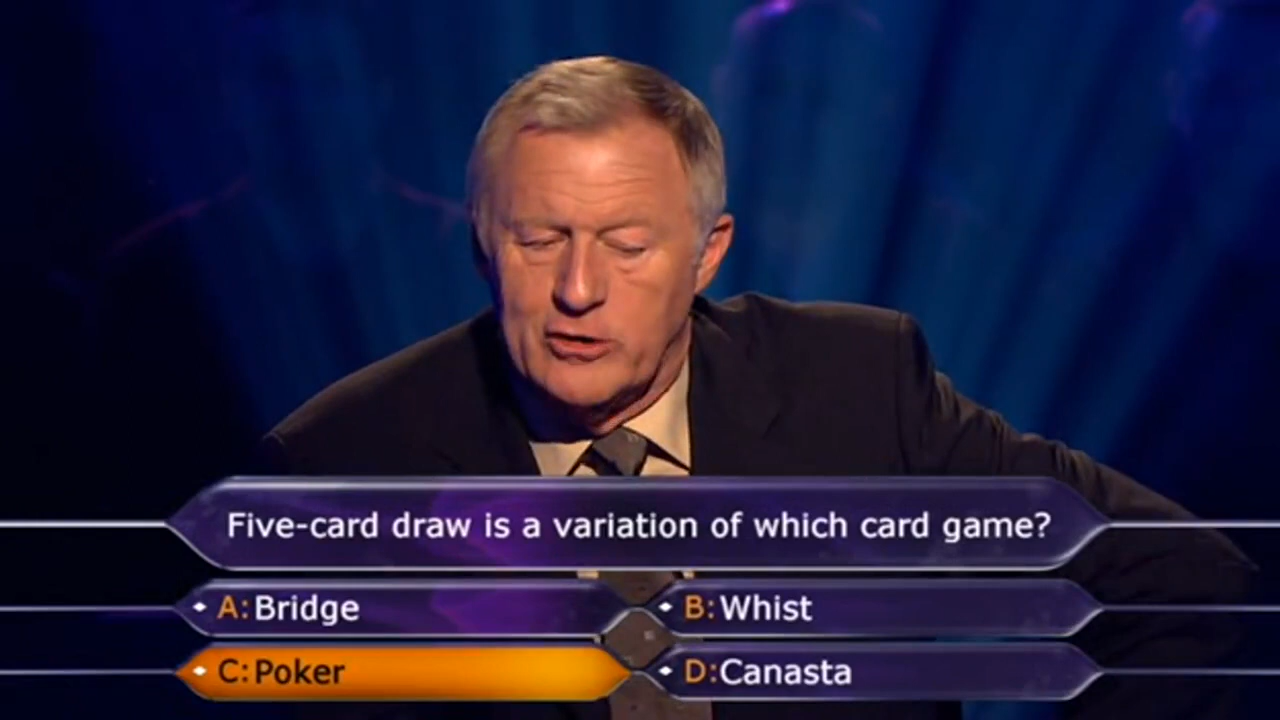 Five-card draw is a variation of which card game?
A: Bridge
B: Whist
C: Poker
D: Canasta